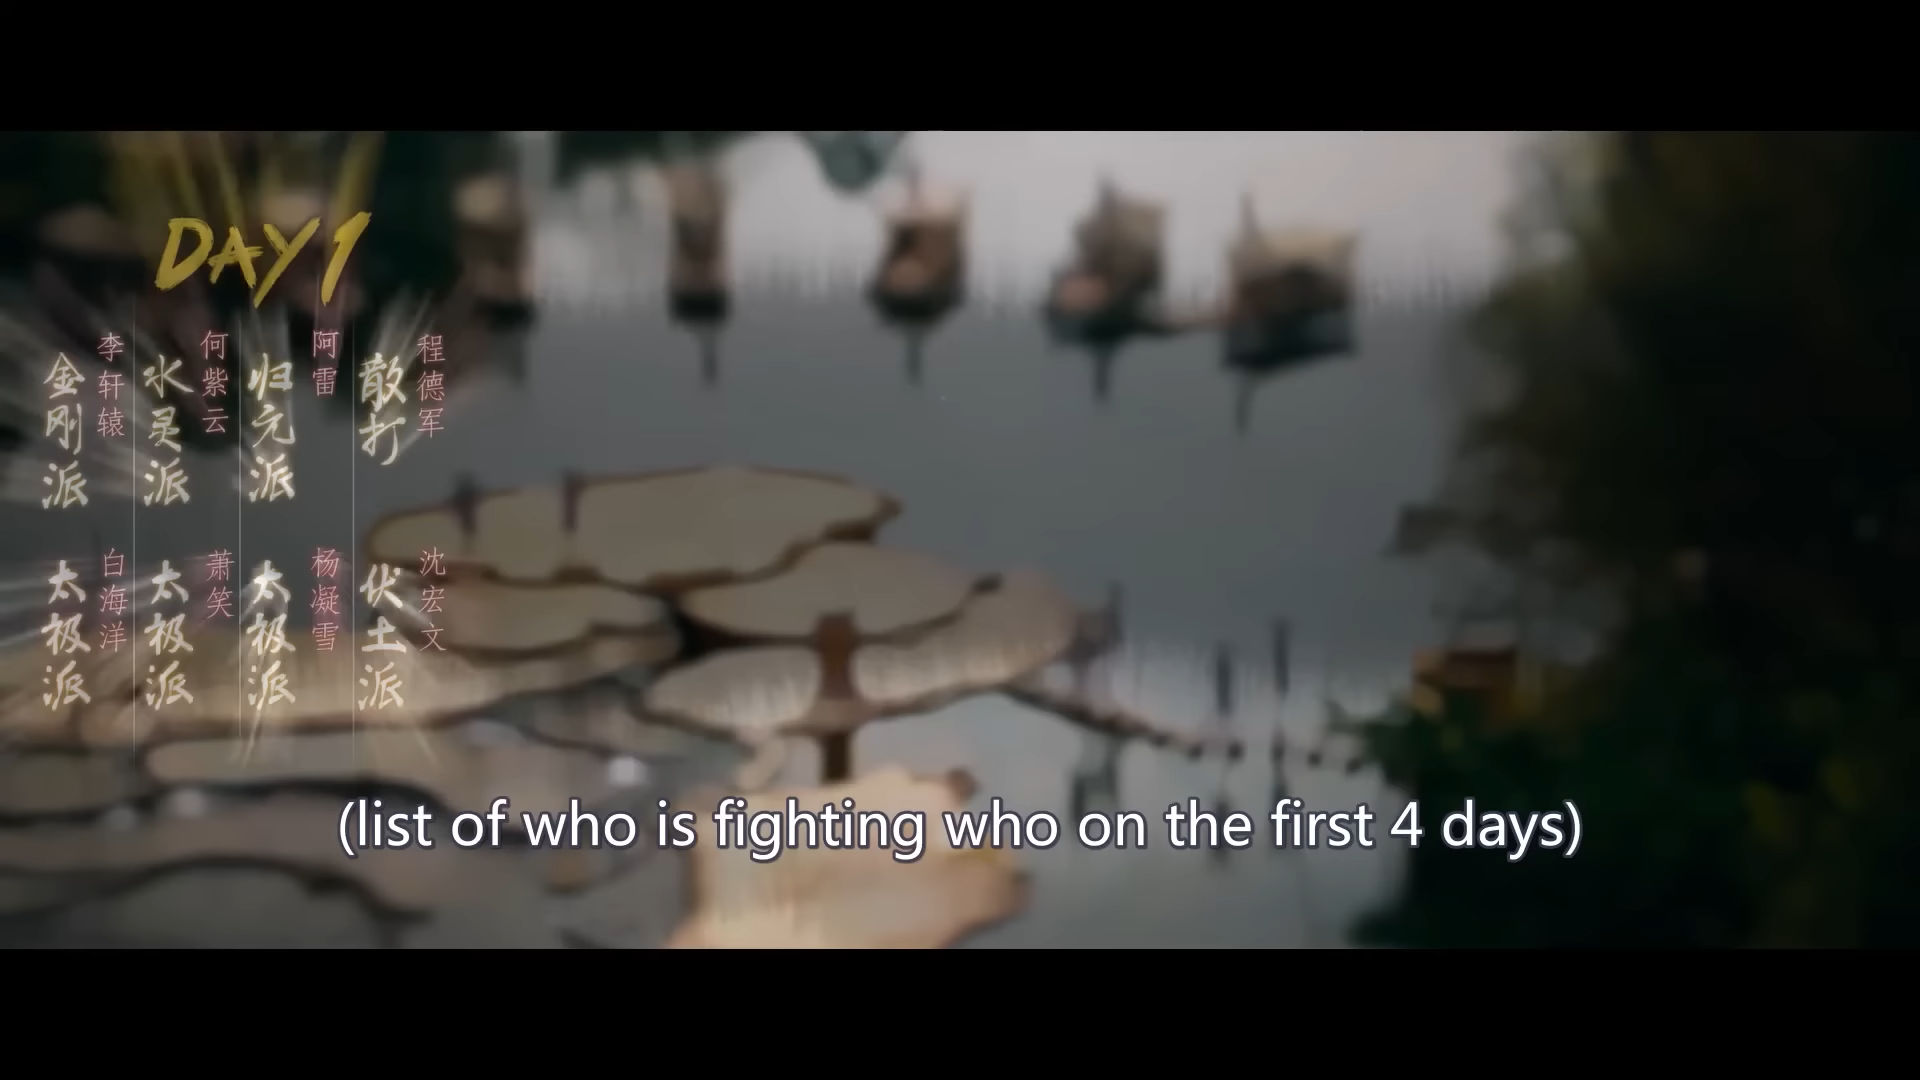 DAY 1
程德军
散打
阿雷
归元派
何紫云
水灵派
李轩辕
金刚派
沈宏文
伏土派
杨凝雪
太极派
萧笑
太极派
白海洋
太极派
(list of who is fighting who on the first 4 days)